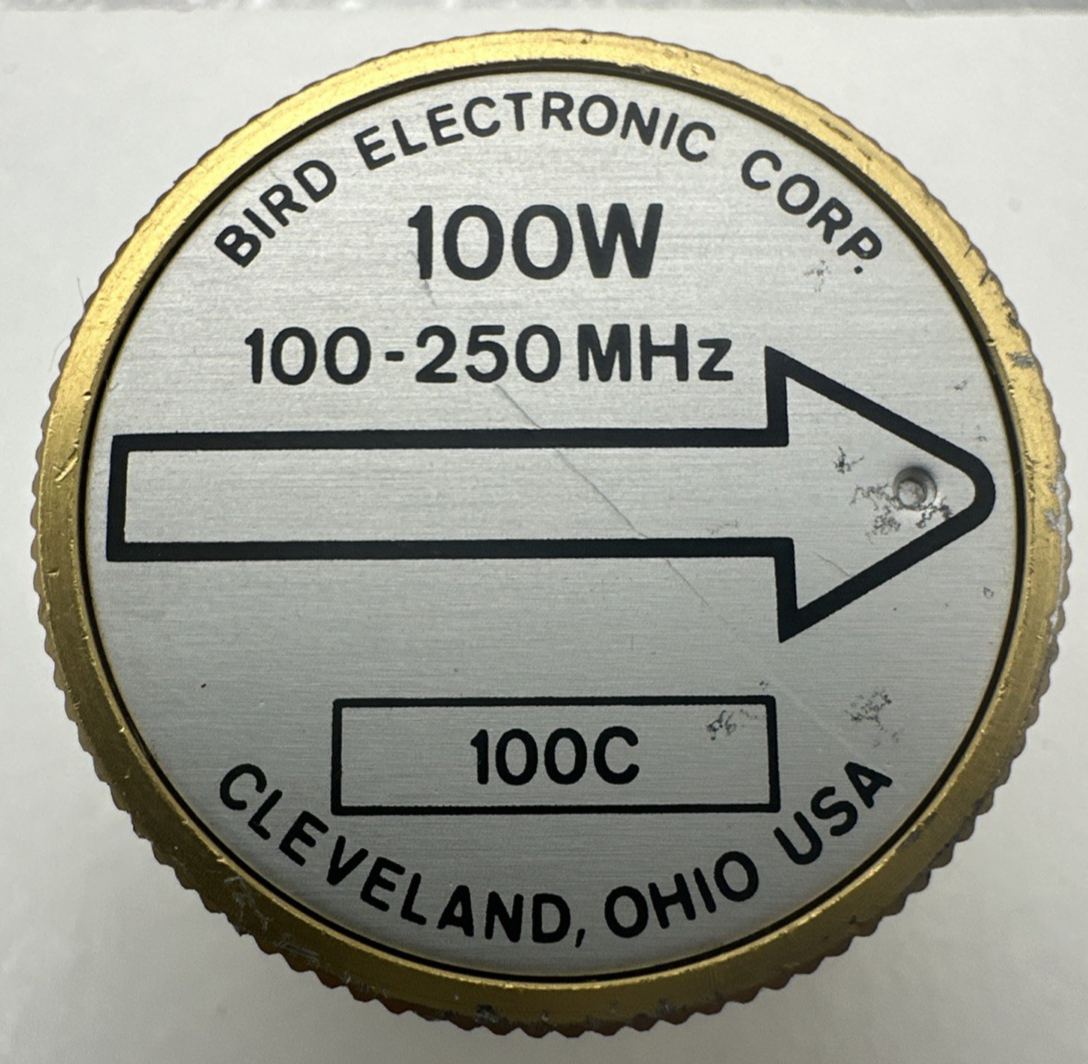 BIRD ELECTRONIC CORP.
100W
100-250MHz
100C
CLEVELAND, OHIO USA